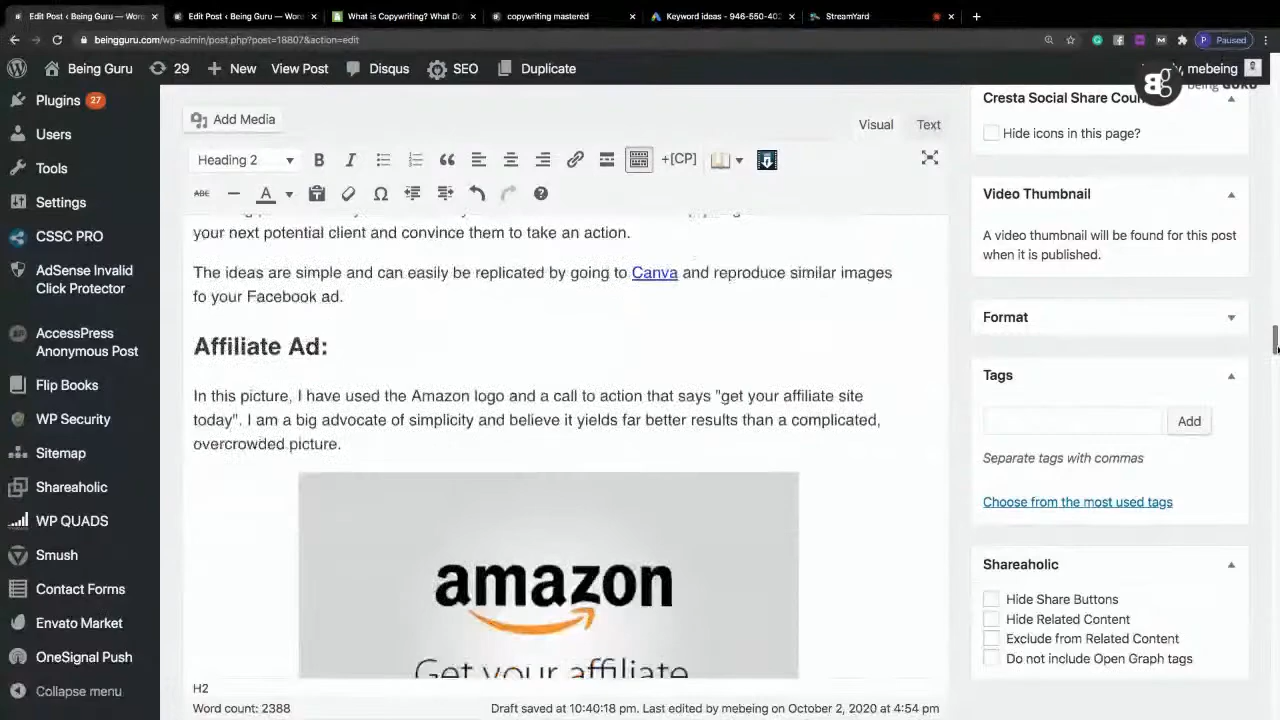 Edit Post ‹ Being Guru — Wor
Edit Post ‹ Being Guru — Wor
What is Copywriting? What Do
copywriting mastered
Keyword ideas - 946-550-402
StreamYard
beingguru.com/wp-admin/post.php?post=18807&action=edit
Paused
Being Guru
29
New
View Post
Disqus
SEO
Duplicate
mebeing
being GURU
Plugins 27
Users
Tools
Settings
CSSC PRO
AdSense Invalid
Click Protector
AccessPress
Anonymous Post
Flip Books
WP Security
Sitemap
Shareaholic
WP QUADS
Smush
Contact Forms
Envato Market
OneSignal Push
Collapse menu
Add Media
Visual
Text
Heading 2
B I
+[CP]
ABC
A
Ω
your next potential client and convince them to take an action.
The ideas are simple and can easily be replicated by going to Canva and reproduce similar images
fo your Facebook ad.
Affiliate Ad:
In this picture, I have used the Amazon logo and a call to action that says "get your affiliate site
today". I am a big advocate of simplicity and believe it yields far better results than a complicated,
overcrowded picture.
amazon
Get your affiliate
H2
Word count: 2388
Draft saved at 10:40:18 pm. Last edited by mebeing on October 2, 2020 at 4:54 pm
Cresta Social Share Coun
Hide icons in this page?
Video Thumbnail
A video thumbnail will be found for this post
when it is published.
Format
Tags
Add
Separate tags with commas
Choose from the most used tags
Shareaholic
Hide Share Buttons
Hide Related Content
Exclude from Related Content
Do not include Open Graph tags